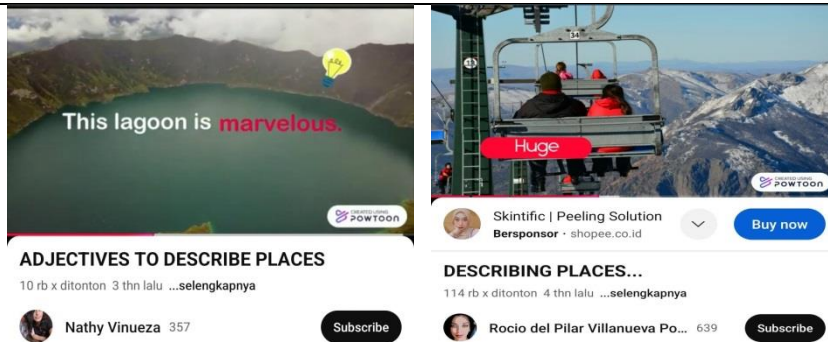 This lagoon is marvelous.
CREATED USING
POWTOON
ADJECTIVES TO DESCRIBE PLACES
10 rb x ditonton 3 thn lalu ...selengkapnya
Nathy Vinueza 357
Subscribe
34
Huge
CREATED USING
POWTOON
Skintific | Peeling Solution
Bersponsor · shopee.co.id
Buy now
DESCRIBING PLACES...
114 rb x ditonton 4 thn lalu ...selengkapnya
Rocio del Pilar Villanueva Po... 639
Subscribe